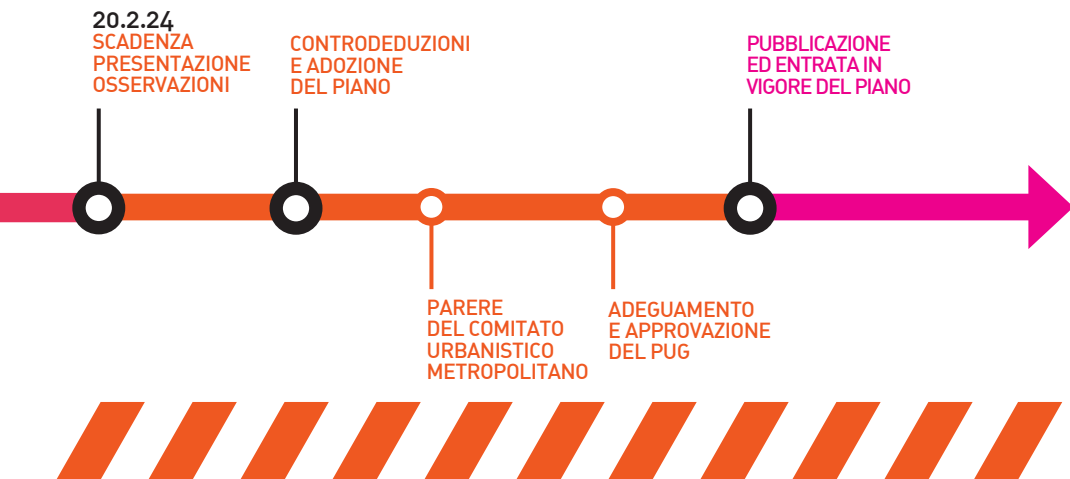 20.2.24
SCADENZA
PRESENTAZIONE
OSSERVAZIONI
CONTRODEDUZIONI
E ADOZIONE
DEL PIANO
PARERE
DEL COMITATO
URBANISTICO
METROPOLITANO
ADEGUAMENTO
E APPROVAZIONE
DEL PUG
PUBBLICAZIONE
ED ENTRATA IN
VIGORE DEL PIANO